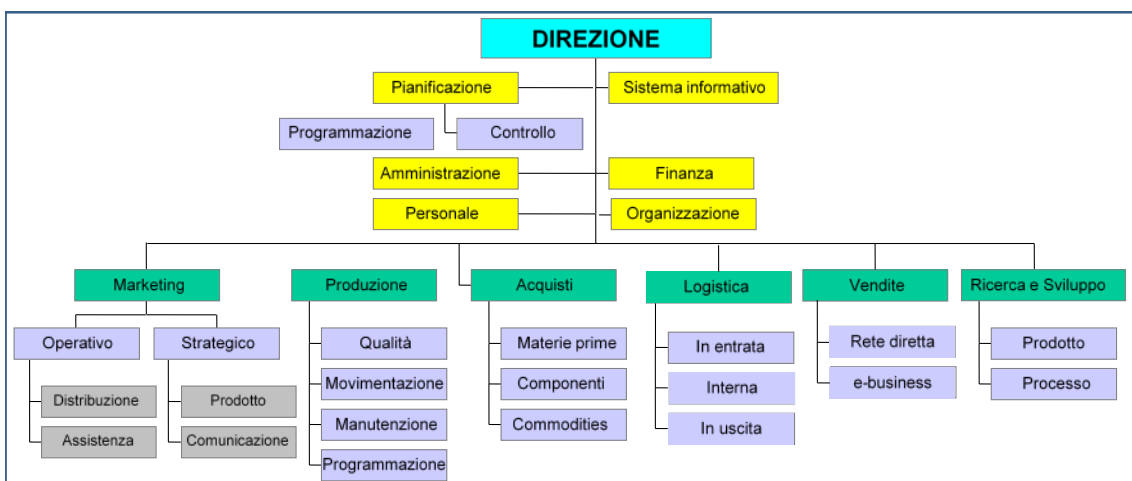 DIREZIONE
Pianificazione
Sistema informativo
Programmazione
Controllo
Amministrazione
Finanza
Personale
Organizzazione
Marketing
Produzione
Acquisti
Logistica
Vendite
Ricerca e Sviluppo
Operativo
Strategico
Qualità
Materie prime
In entrata
Rete diretta
Prodotto
Distribuzione
Prodotto
Movimentazione
Componenti
Interna
e-business
Processo
Assistenza
Comunicazione
Manutenzione
Commodities
In uscita
Programmazione